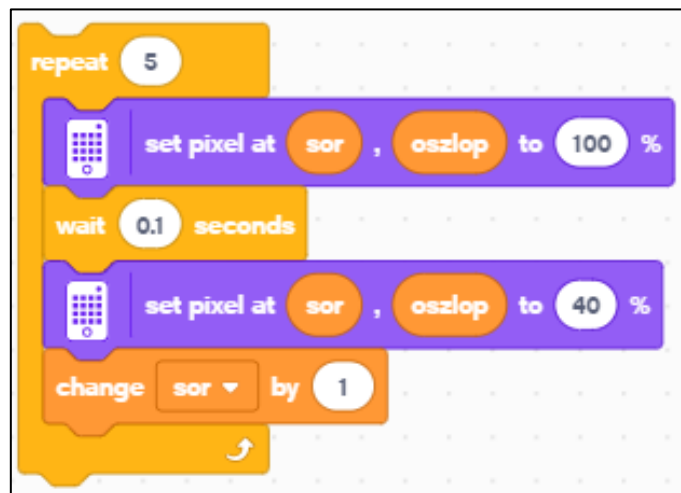 repeat 5
set pixel at sor , oszlop to 100 %
wait 0.1 seconds
set pixel at sor , oszlop to 40 %
change sor by 1